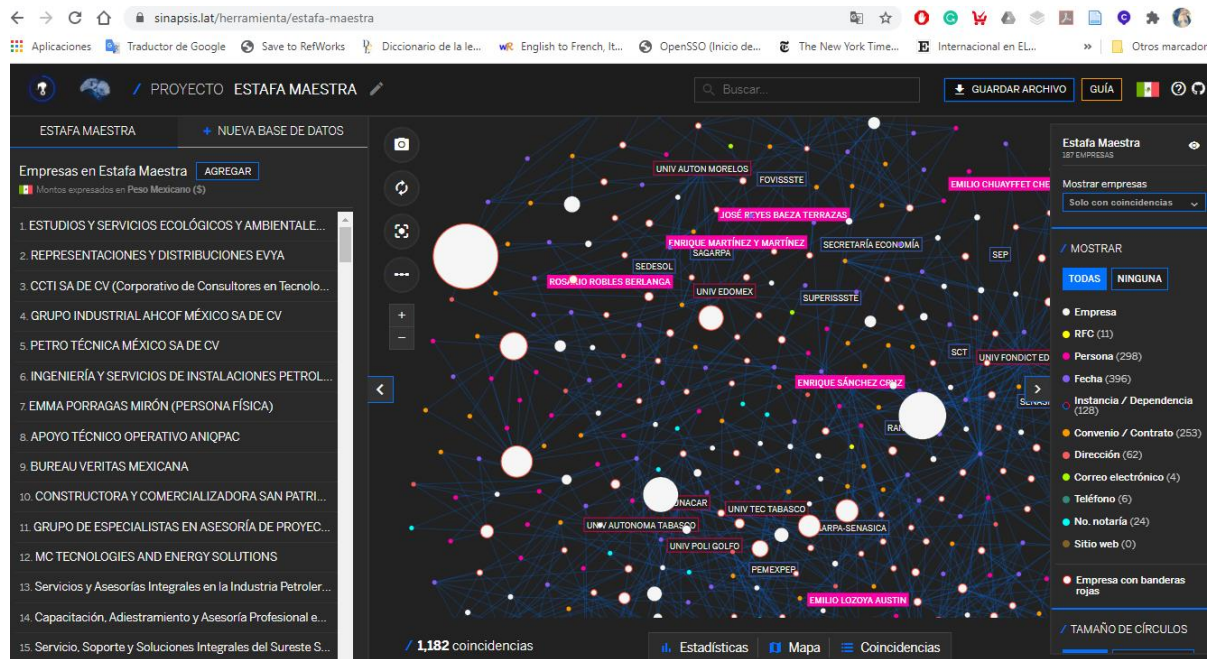 sinapsis.lat/herramienta/estafa-maestra
Aplicaciones Traductor de Google Save to RefWorks Diccionario de la le... wR English to French, It... OpenSSO (Inicio de... The New York Time... Internacional en EL... » Otros marcador
/ PROYECTO ESTAFA MAESTRA
Buscar...
GUARDAR ARCHIVO
GUÍA
ESTAFA MAESTRA
+ NUEVA BASE DE DATOS
Empresas en Estafa Maestra AGREGAR
Montos expresados en Peso Mexicano ($)
1. ESTUDIOS Y SERVICIOS ECOLÓGICOS Y AMBIENTALE...
2. REPRESENTACIONES Y DISTRIBUCIONES EVYA
3. CCTI SA DE CV (Corporativo de Consultores en Tecnolo...
4. GRUPO INDUSTRIAL AHCOF MÉXICO SA DE CV
5. PETRO TÉCNICA MÉXICO SA DE CV
6. INGENIERÍA Y SERVICIOS DE INSTALACIONES PETROL...
7. EMMA PORRAGAS MIRÓN (PERSONA FÍSICA)
8. APOYO TÉCNICO OPERATIVO ANIQPAC
9. BUREAU VERITAS MEXICANA
10. CONSTRUCTORA Y COMERCIALIZADORA SAN PATRI...
11. GRUPO DE ESPECIALISTAS EN ASESORÍA DE PROYEC...
12. MC TECNOLOGIES AND ENERGY SOLUTIONS
13. Servicios y Asesorías Integrales en la Industria Petroler...
14. Capacitación, Adiestramiento y Asesoría Profesional e...
15. Servicio, Soporte y Soluciones Integrales del Sureste S...
UNIV AUTON MORELOS
FOVISSSTE
EMILIO CHUAYFFET CHE
JOSÉ REYES BAEZA TERRAZAS
ENRIQUE MARTÍNEZ Y MARTÍNEZ
SECRETARÍA ECONOMÍA
SAGARPA
SEP
SEDESOL
ROSARIO ROBLES BERLANGA
UNIV EDOMEX
SUPERISSSTE
SCT
UNIV FONDICT ED
ENRIQUE SÁNCHEZ CRUZ
UNIV TEC TABASCO
UNIV AUTONOMA TABASCO
ARPA-SENASICA
UNIV POLI GOLFO
PEMEXPEP
EMILIO LOZOYA AUSTIN
/ 1,182 coincidencias
Estadísticas
Mapa
Coincidencias
Estafa Maestra
187 EMPRESAS
Mostrar empresas
Solo con coincidencias
/ MOSTRAR
TODAS NINGUNA
Empresa
RFC (11)
Persona (298)
Fecha (396)
Instancia / Dependencia
(128)
Convenio / Contrato (253)
Dirección (62)
Correo electrónico (4)
Teléfono (6)
No. notaría (24)
Sitio web (0)
Empresa con banderas
rojas
/ TAMAÑO DE CÍRCULOS